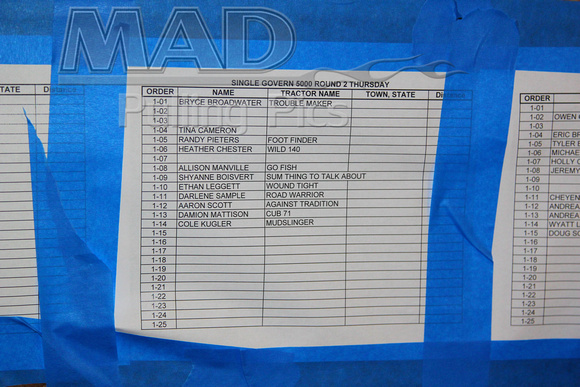 MAD
Pulling Pics
STATE
SINGLE GOVERN 5000 ROUND 2 THURSDAY
ORDER NAME TRACTOR NAME TOWN, STATE Distance
1-01 BRYCE BROADWATER TROUBLE MAKER
1-02
1-03
1-04 TINA CAMERON
1-05 RANDY PIETERS FOOT FINDER
1-06 HEATHER CHESTER WILD 140
1-07
1-08 ALLISON MANVILLE GO FISH
1-09 SHYANNE BOISVERT SUM THING TO TALK ABOUT
1-10 ETHAN LEGGETT WOUND TIGHT
1-11 DARLENE SAMPLE ROAD WARRIOR
1-12 AARON SCOTT AGAINST TRADITION
1-13 DAMION MATTISON CUB 71
1-14 COLE KUGLER MUDSLINGER
1-15
1-16
1-17
1-18
1-19
1-20
1-21
1-22
1-23
1-24
1-25
ORDER
1-01
1-02 OWEN
1-03
1-04 ERIC
1-05 TYLER
1-06 MICHAE
1-07 HOLLY
1-08 JEREMY
1-09
1-10
1-11 CHEYEN
1-12 ANDREA
1-13 ANDREA
1-14 WYATT
1-15 DOUG
1-16
1-17
1-18
1-19
1-20
1-21
1-22
1-23
1-24
1-25